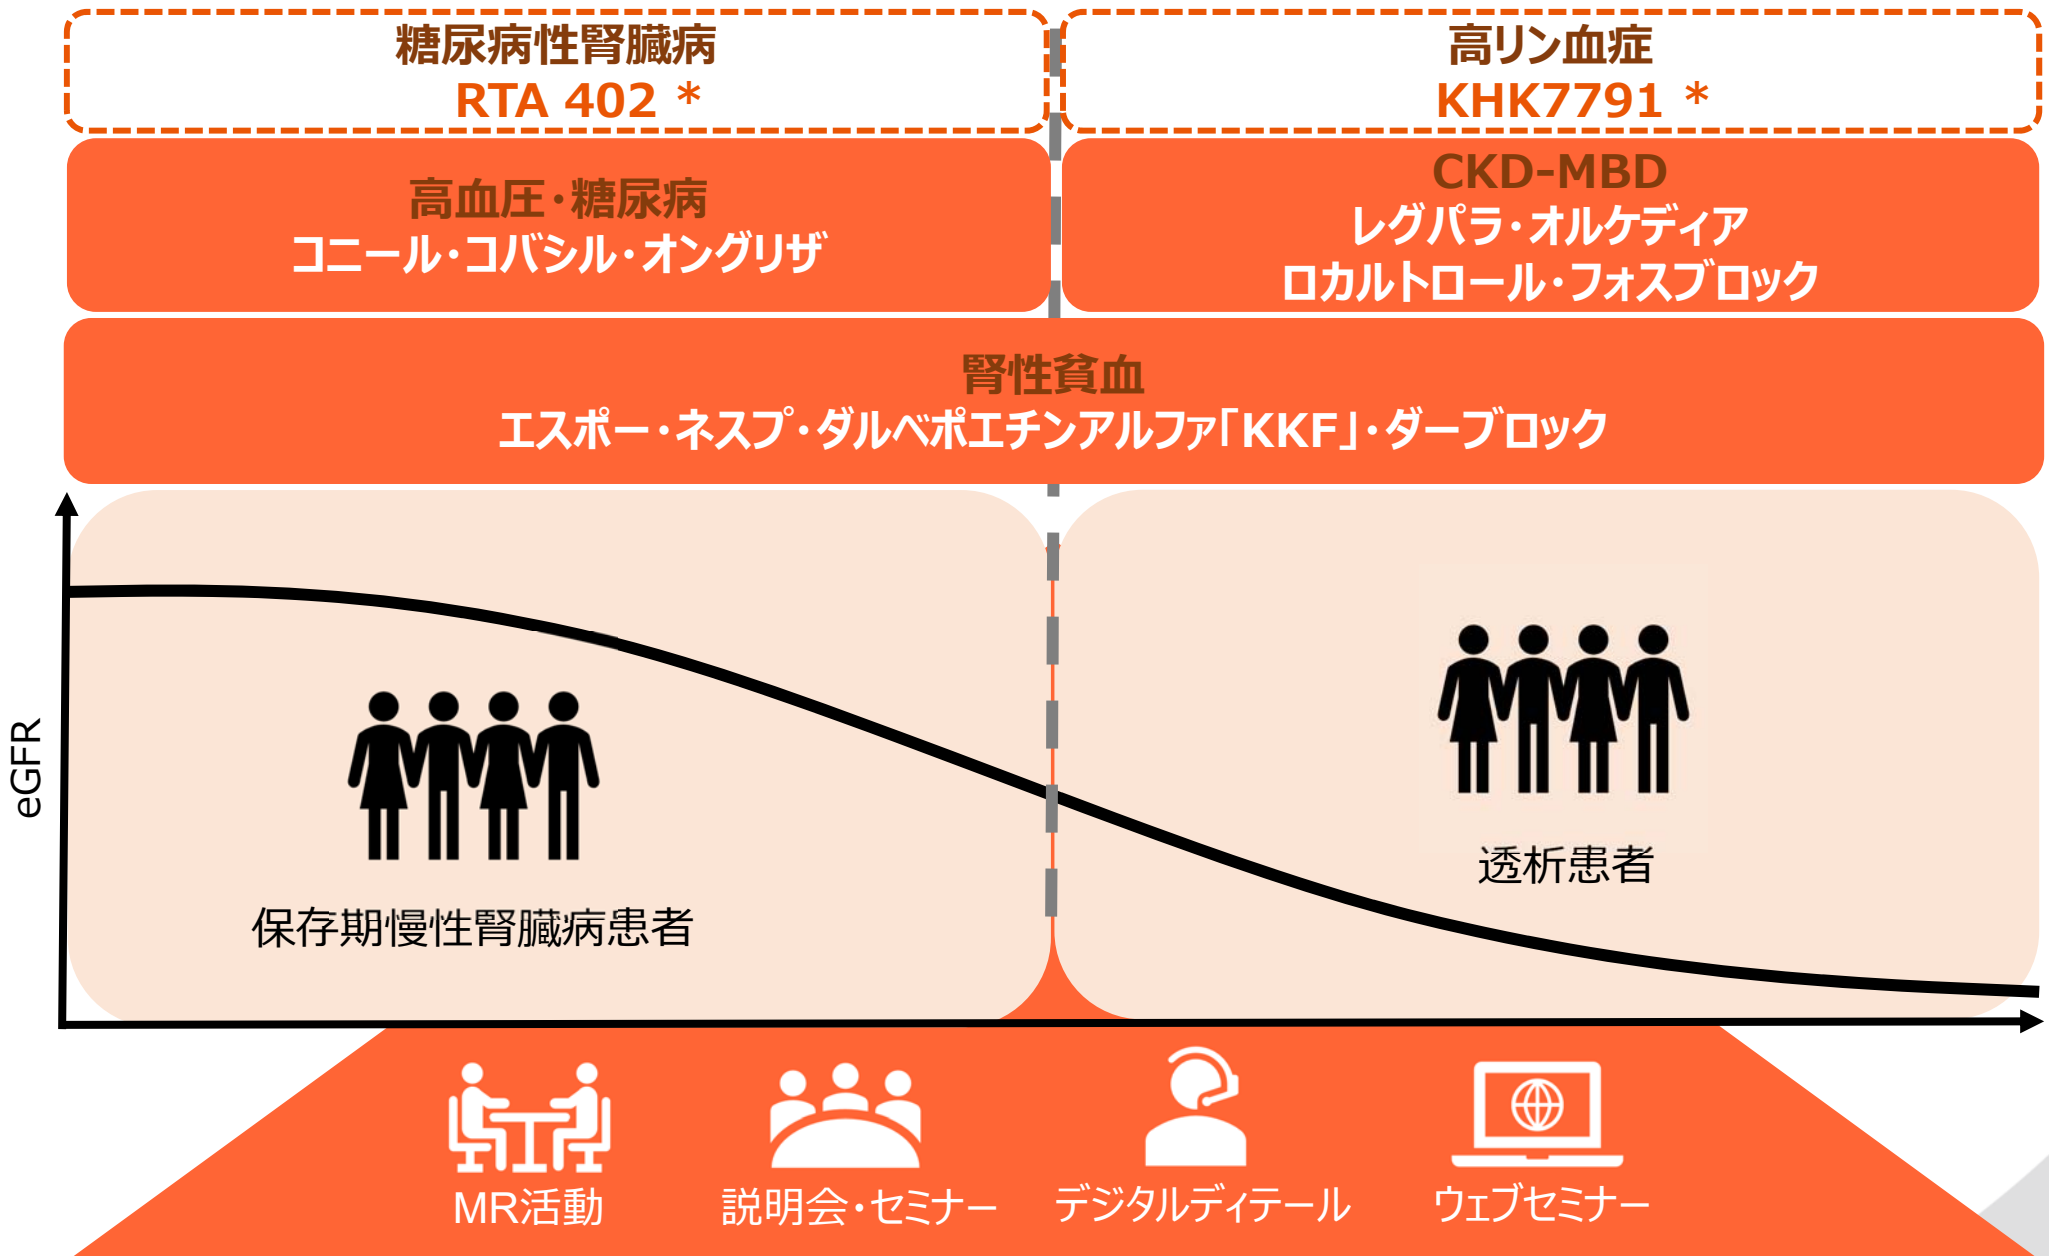 糖尿病性腎臓病
RTA 402 *
高リン血症
KHK7791 *
高血圧・糖尿病
コニール・コバシル・オングリザ
CKD-MBD
レグパラ・オルケディア
ロカルトロール・フォスブロック
腎性貧血
エスポー・ネスプ・ダルベポエチンアルファ「KKF」・ダーブロック
eGFR
保存期慢性腎臓病患者
透析患者
MR活動
説明会・セミナー
デジタルディテール
ウェブセミナー